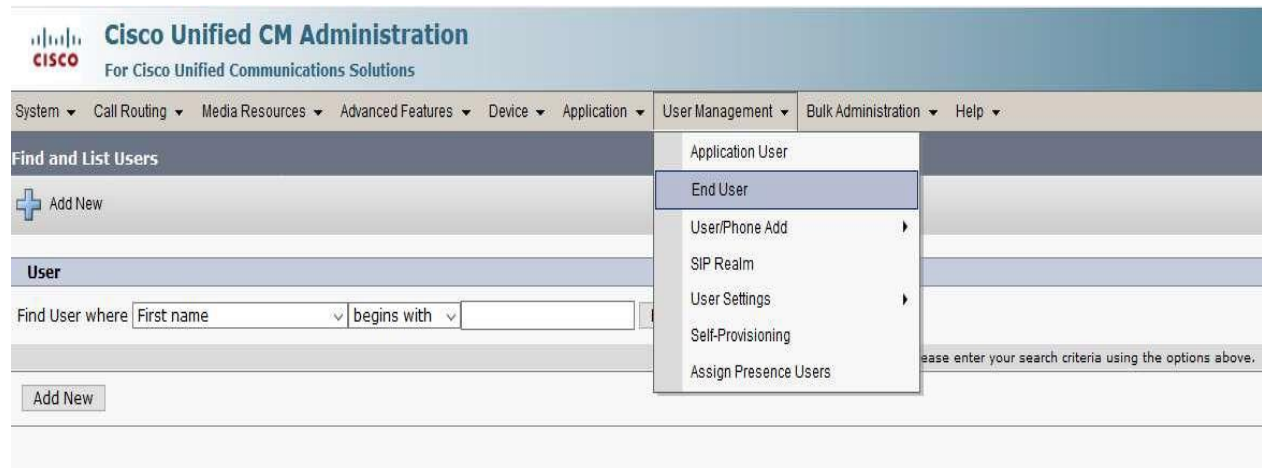 CISCO
Cisco Unified CM Administration
For Cisco Unified Communications Solutions
System Call Routing Media Resources Advanced Features Device Application User Management Bulk Administration Help
Find and List Users
Add New
User
Find User where First name begins with
Add New
Application User
End User
User/Phone Add
SIP Realm
User Settings
Self-Provisioning
Assign Presence Users
enter your search criteria using the options above.